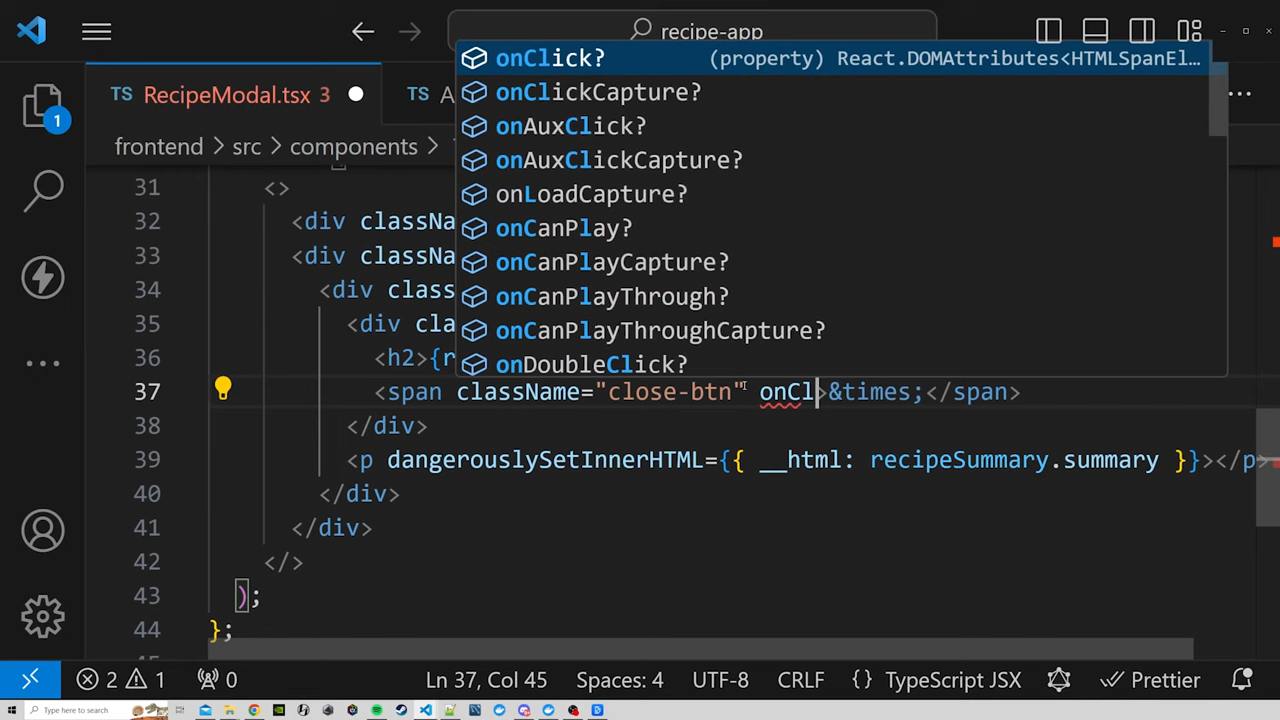 recipe-app
TS RecipeModal.tsx 3
TS A
frontend > src > components >
onClick? (property) React.DOMAttributes<HTMLSpanEl…
onClickCapture?
onAuxClick?
onAuxClickCapture?
onLoadCapture?
onCanPlay?
onCanPlayCapture?
onCanPlayThrough?
onCanPlayThroughCapture?
onDoubleClick?
31 <>
32 <div classNa
33 <div classNa
34 <div class
35 <div cla
36 <h2>{r
37 <span className="close-btn" onCl>&times;</span>
38 </div>
39 <p dangerouslySetInnerHTML={{ __html: recipeSummary.summary }}></p
40 </div>
41 </div>
42 </>
43 );
44 };
1
2 1 0 Ln 37, Col 45 Spaces: 4 UTF-8 CRLF {} TypeScript JSX Prettier
Type here to search